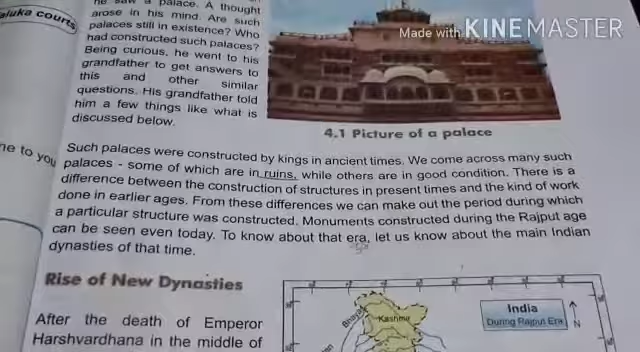 aluka courts
he saw a palace. A though
arose in his mind. Are such
palaces still in existence? Who
had constructed such palaces?
Being curious, he went to his
grandfather to get answers to
this and other similar
questions. His grandfather told
him a few things like what is
discussed below.
Made with KINEMASTER
4.1 Picture of a palace
ne to you
Such palaces were constructed by kings in ancient times. We come across many such
palaces - some of which are in ruins, while others are in good condition. There is a
difference between the construction of structures in present times and the kind of work
done in earlier ages. From these differences we can make out the period during which
a particular structure was constructed. Monuments constructed during the Rajput age
can be seen even today. To know about that era, let us know about the main Indian
dynasties of that time.
Rise of New Dynasties
After the death of Emperor
Harshvardhana in the middle of
India
During Rajput Era
N
Kashmir